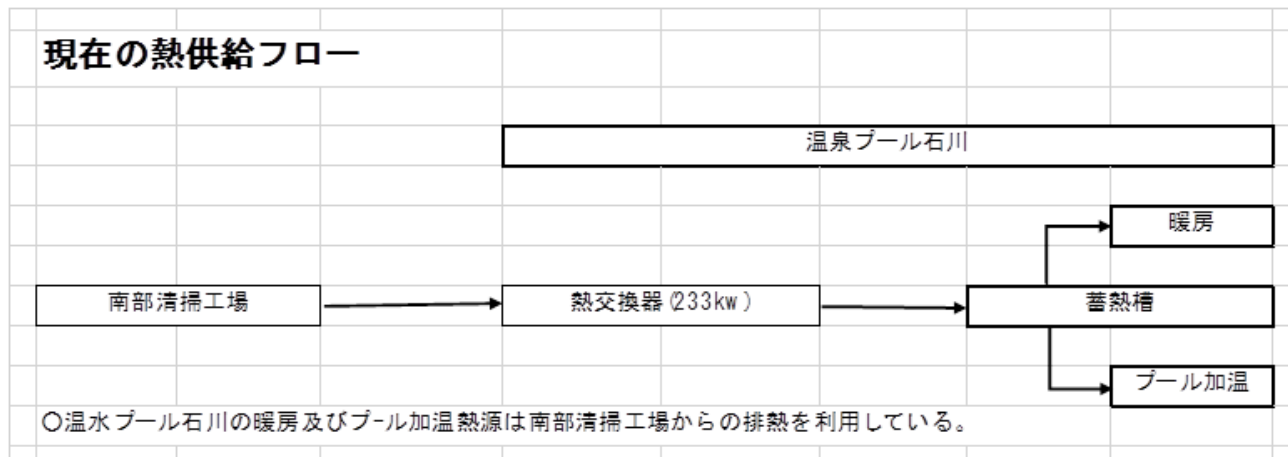 現在の熱供給フロー
温泉プール石川
暖房
南部清掃工場
熱交換器(233kw)
蓄熱槽
プール加温
〇温水プール石川の暖房及びプール加温熱源は南部清掃工場からの排熱を利用している。